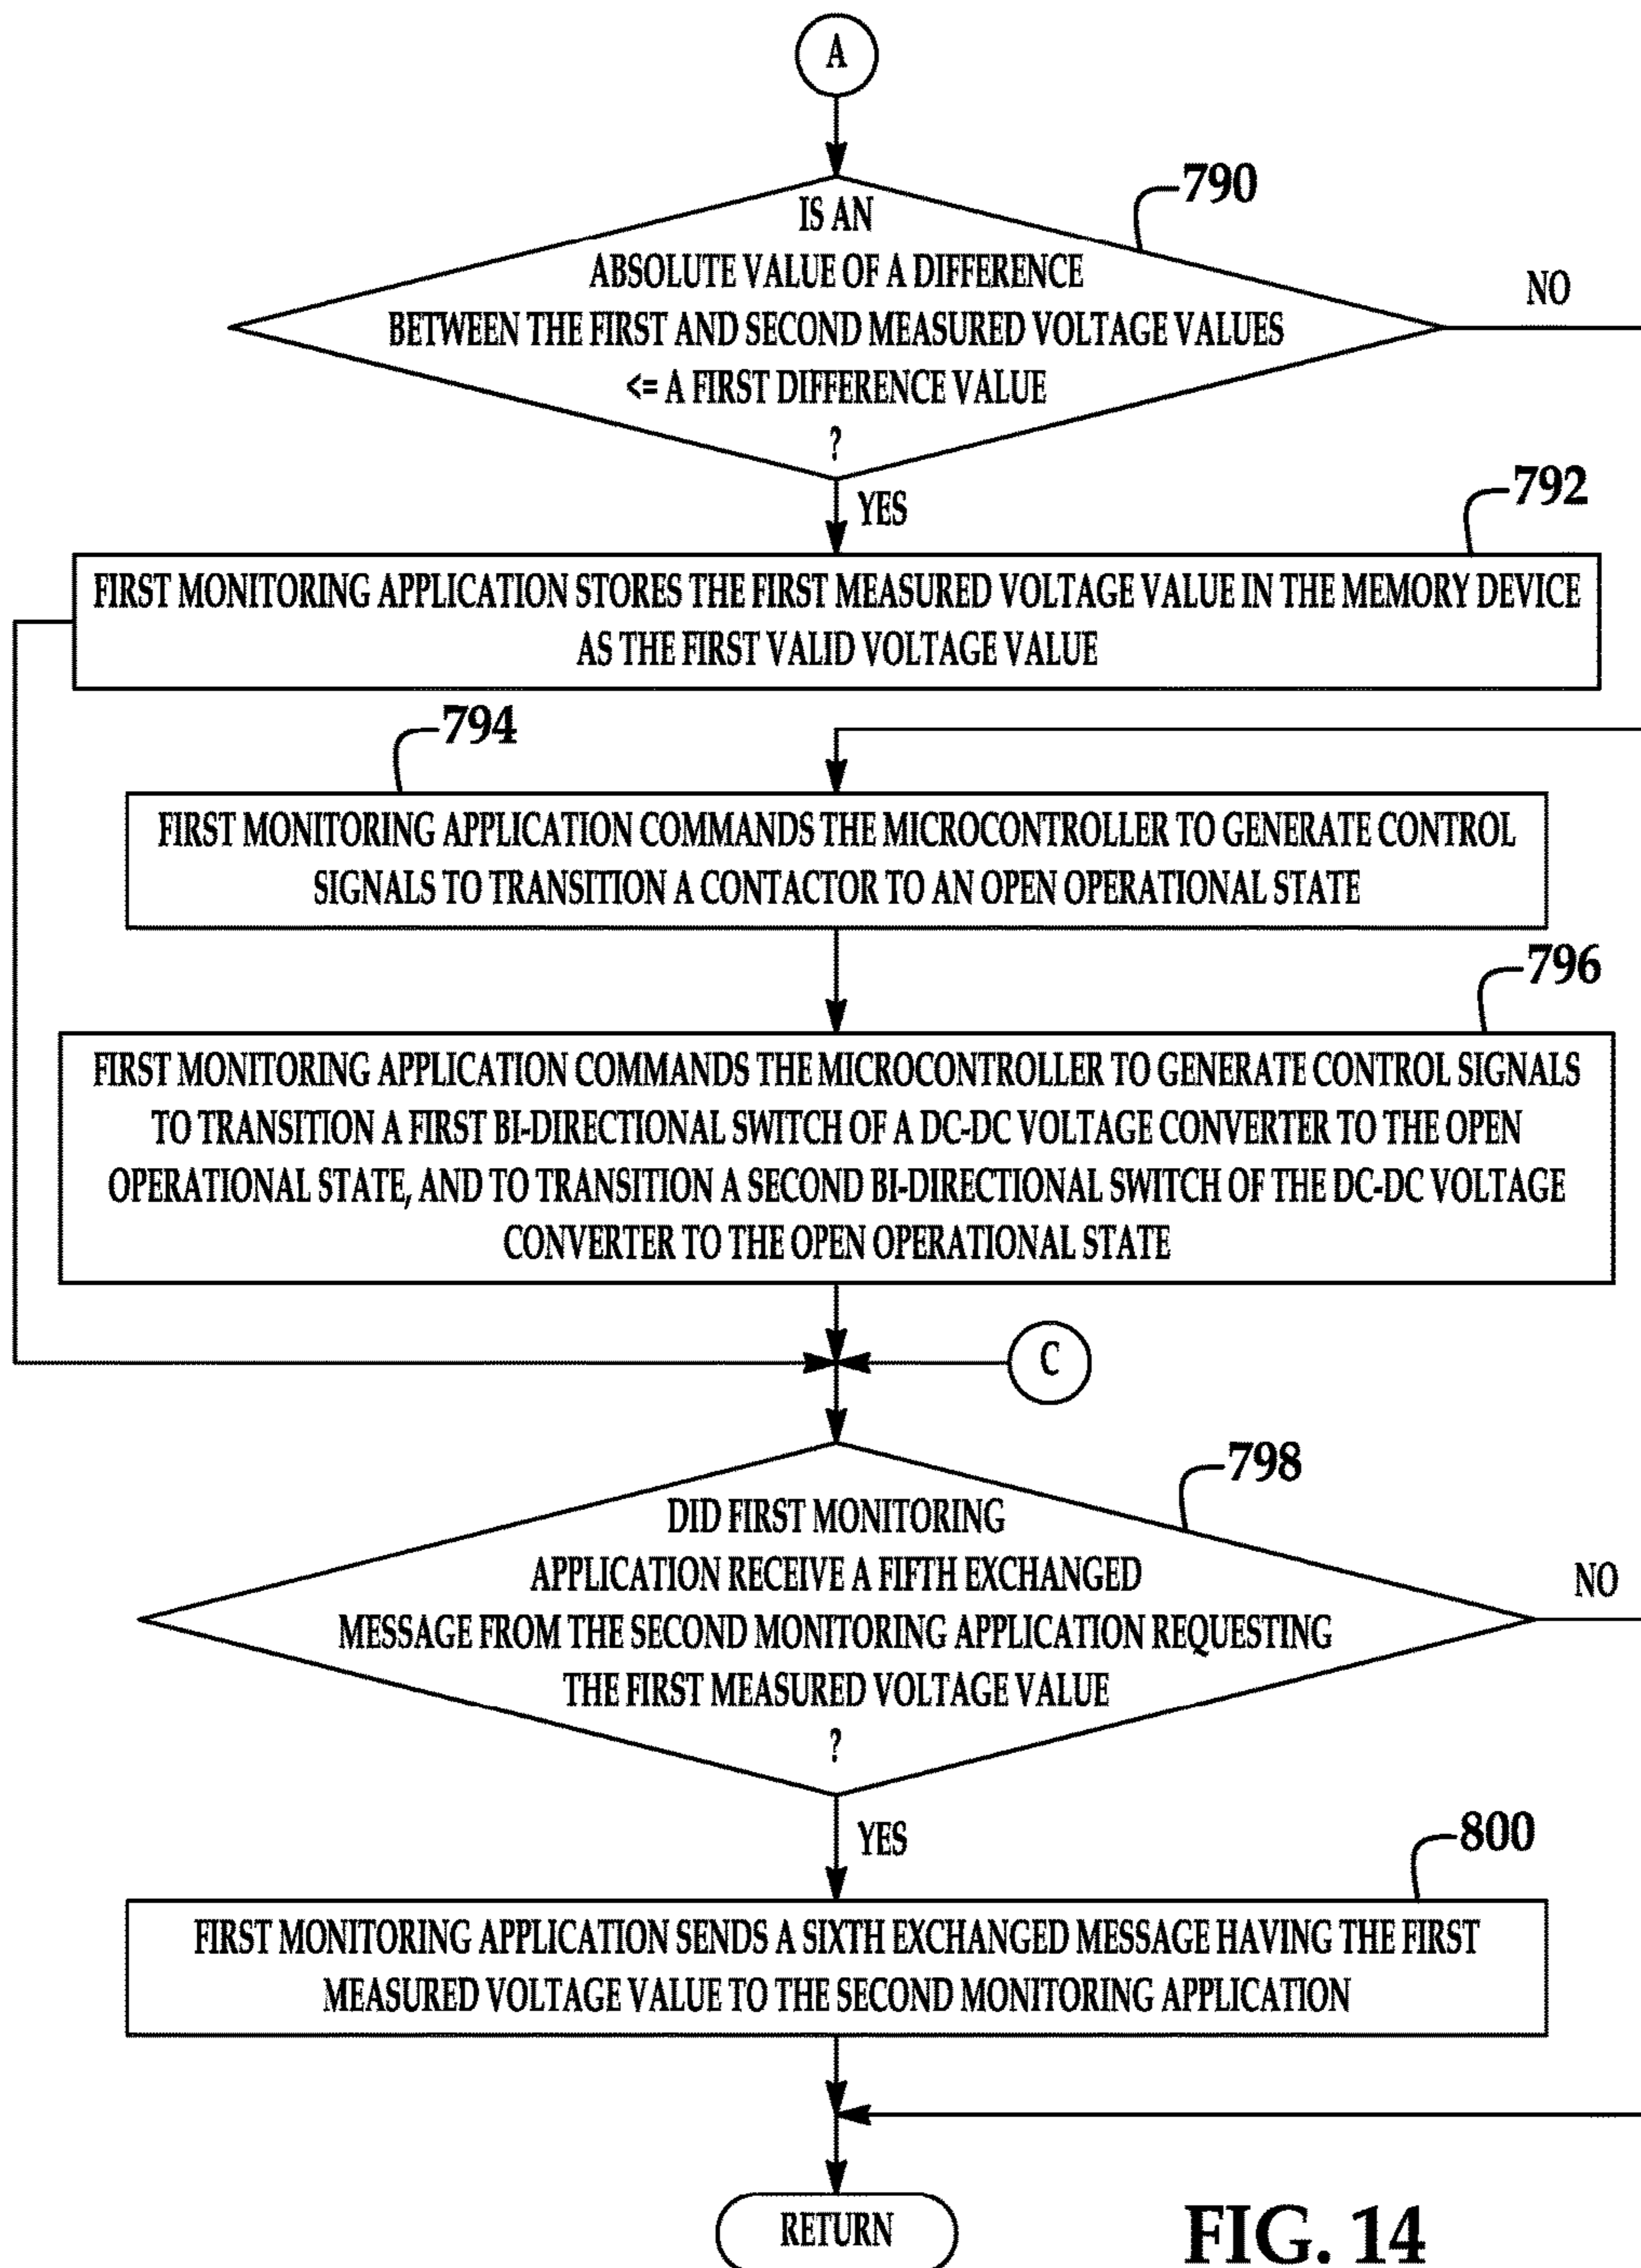 A
790
IS AN
ABSOLUTE VALUE OF A DIFFERENCE
BETWEEN THE FIRST AND SECOND MEASURED VOLTAGE VALUES
<= A FIRST DIFFERENCE VALUE
?
NO
YES
792
FIRST MONITORING APPLICATION STORES THE FIRST MEASURED VOLTAGE VALUE IN THE MEMORY DEVICE
AS THE FIRST VALID VOLTAGE VALUE
794
FIRST MONITORING APPLICATION COMMANDS THE MICROCONTROLLER TO GENERATE CONTROL
SIGNALS TO TRANSITION A CONTACTOR TO AN OPEN OPERATIONAL STATE
796
FIRST MONITORING APPLICATION COMMANDS THE MICROCONTROLLER TO GENERATE CONTROL SIGNALS
TO TRANSITION A FIRST BI-DIRECTIONAL SWITCH OF A DC-DC VOLTAGE CONVERTER TO THE OPEN
OPERATIONAL STATE, AND TO TRANSITION A SECOND BI-DIRECTIONAL SWITCH OF THE DC-DC VOLTAGE
CONVERTER TO THE OPEN OPERATIONAL STATE
C
798
DID FIRST MONITORING
APPLICATION RECEIVE A FIFTH EXCHANGED
MESSAGE FROM THE SECOND MONITORING APPLICATION REQUESTING
THE FIRST MEASURED VOLTAGE VALUE
?
NO
YES
800
FIRST MONITORING APPLICATION SENDS A SIXTH EXCHANGED MESSAGE HAVING THE FIRST
MEASURED VOLTAGE VALUE TO THE SECOND MONITORING APPLICATION
RETURN
FIG. 14